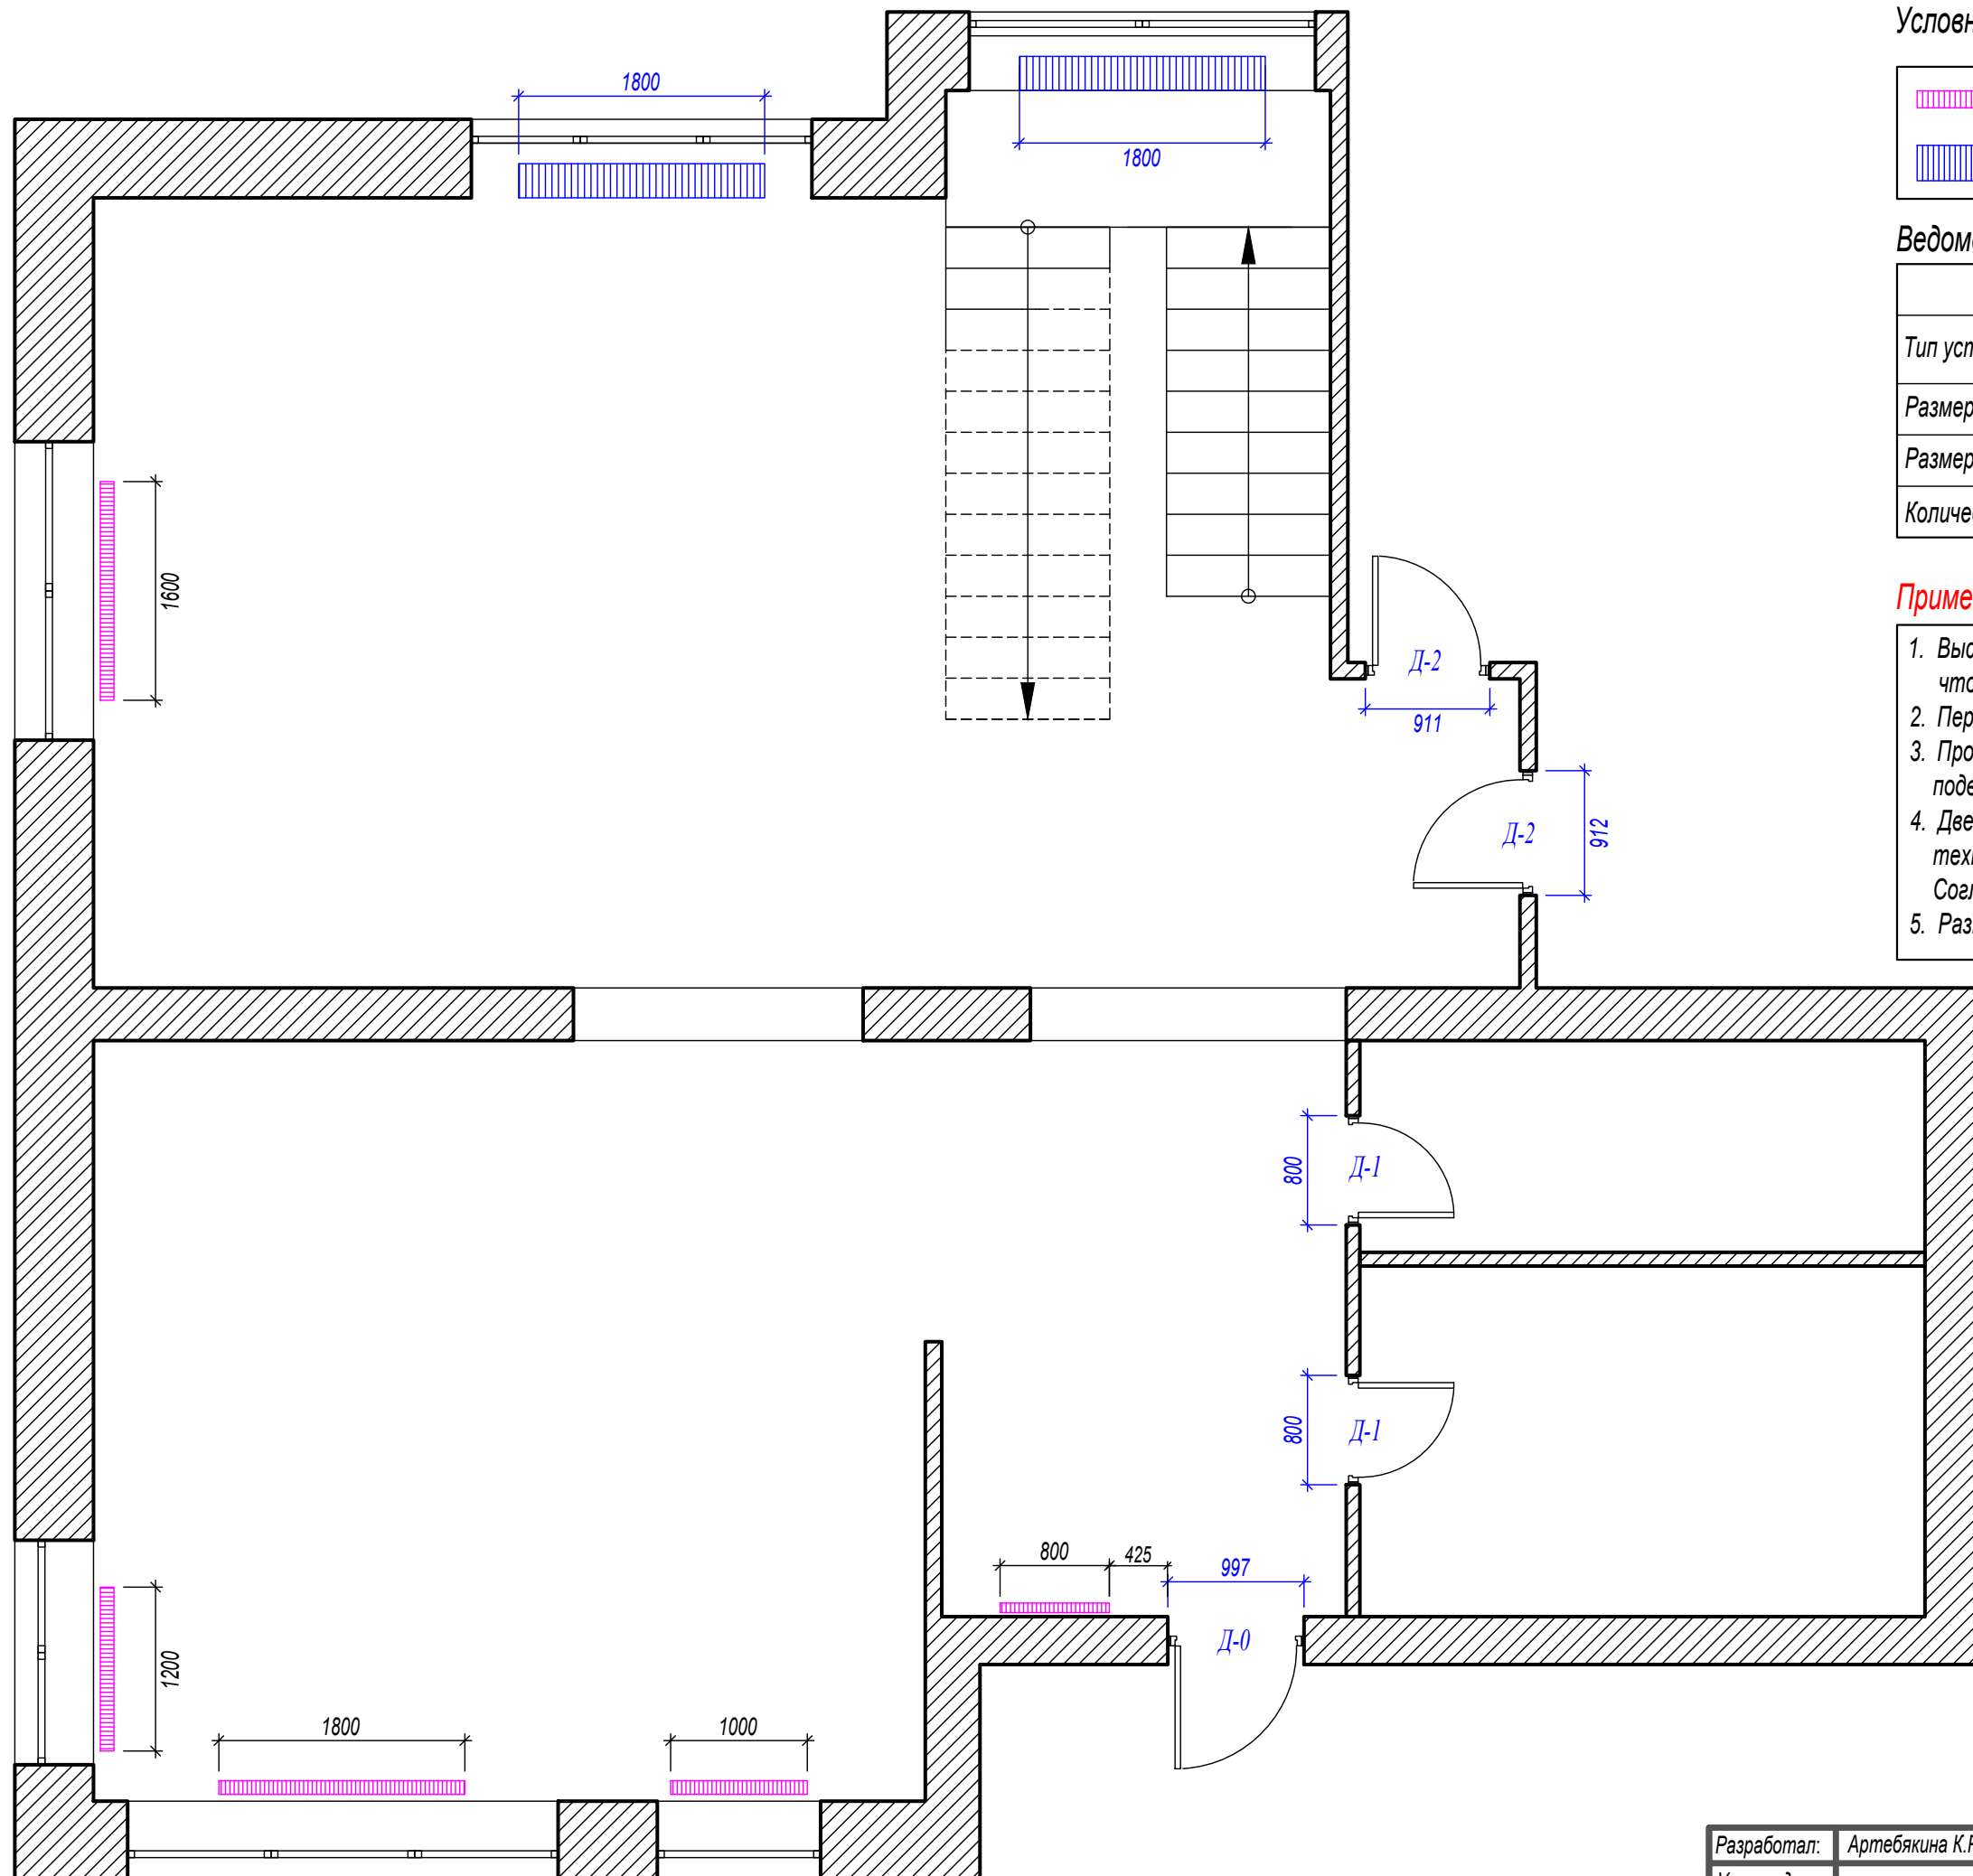 Условн
1800
1800
Ведом
Тип уст
Размер
Размер
Количе
1600
Приме
1. Выс
что
2. Пер
3. Про
поде
4. Две
техн
Согл
5. Раз
Д-2
911
Д-2
912
800
Д-1
800
Д-1
800
425
997
Д-0
1200
1800
1000
Разработал:
Артебякина К.